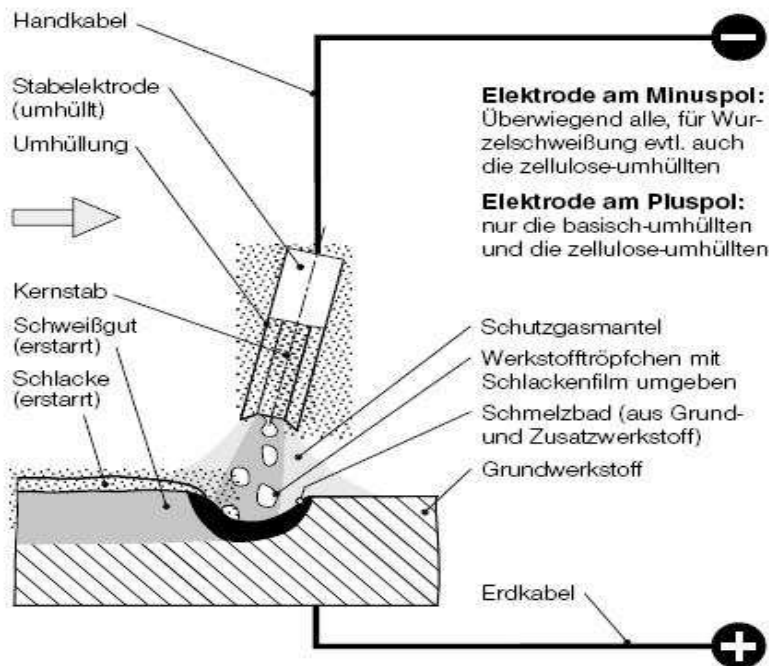 Handkabel
Stabelektrode
(umhüllt)
Umhüllung
Kernstab
Schweißgut
(erstarrt)
Schlacke
(erstarrt)
−
Elektrode am Minuspol:
Überwiegend alle, für Wur-
zelschweißung evtl. auch
die zellulose-umhüllten
Elektrode am Pluspol:
nur die basisch-umhüllten
und die zellulose-umhüllten
Schutzgasmantel
Werkstofftröpfchen mit
Schlackenfilm umgeben
Schmelzbad (aus Grund-
und Zusatzwerkstoff)
Grundwerkstoff
Erdkabel
+